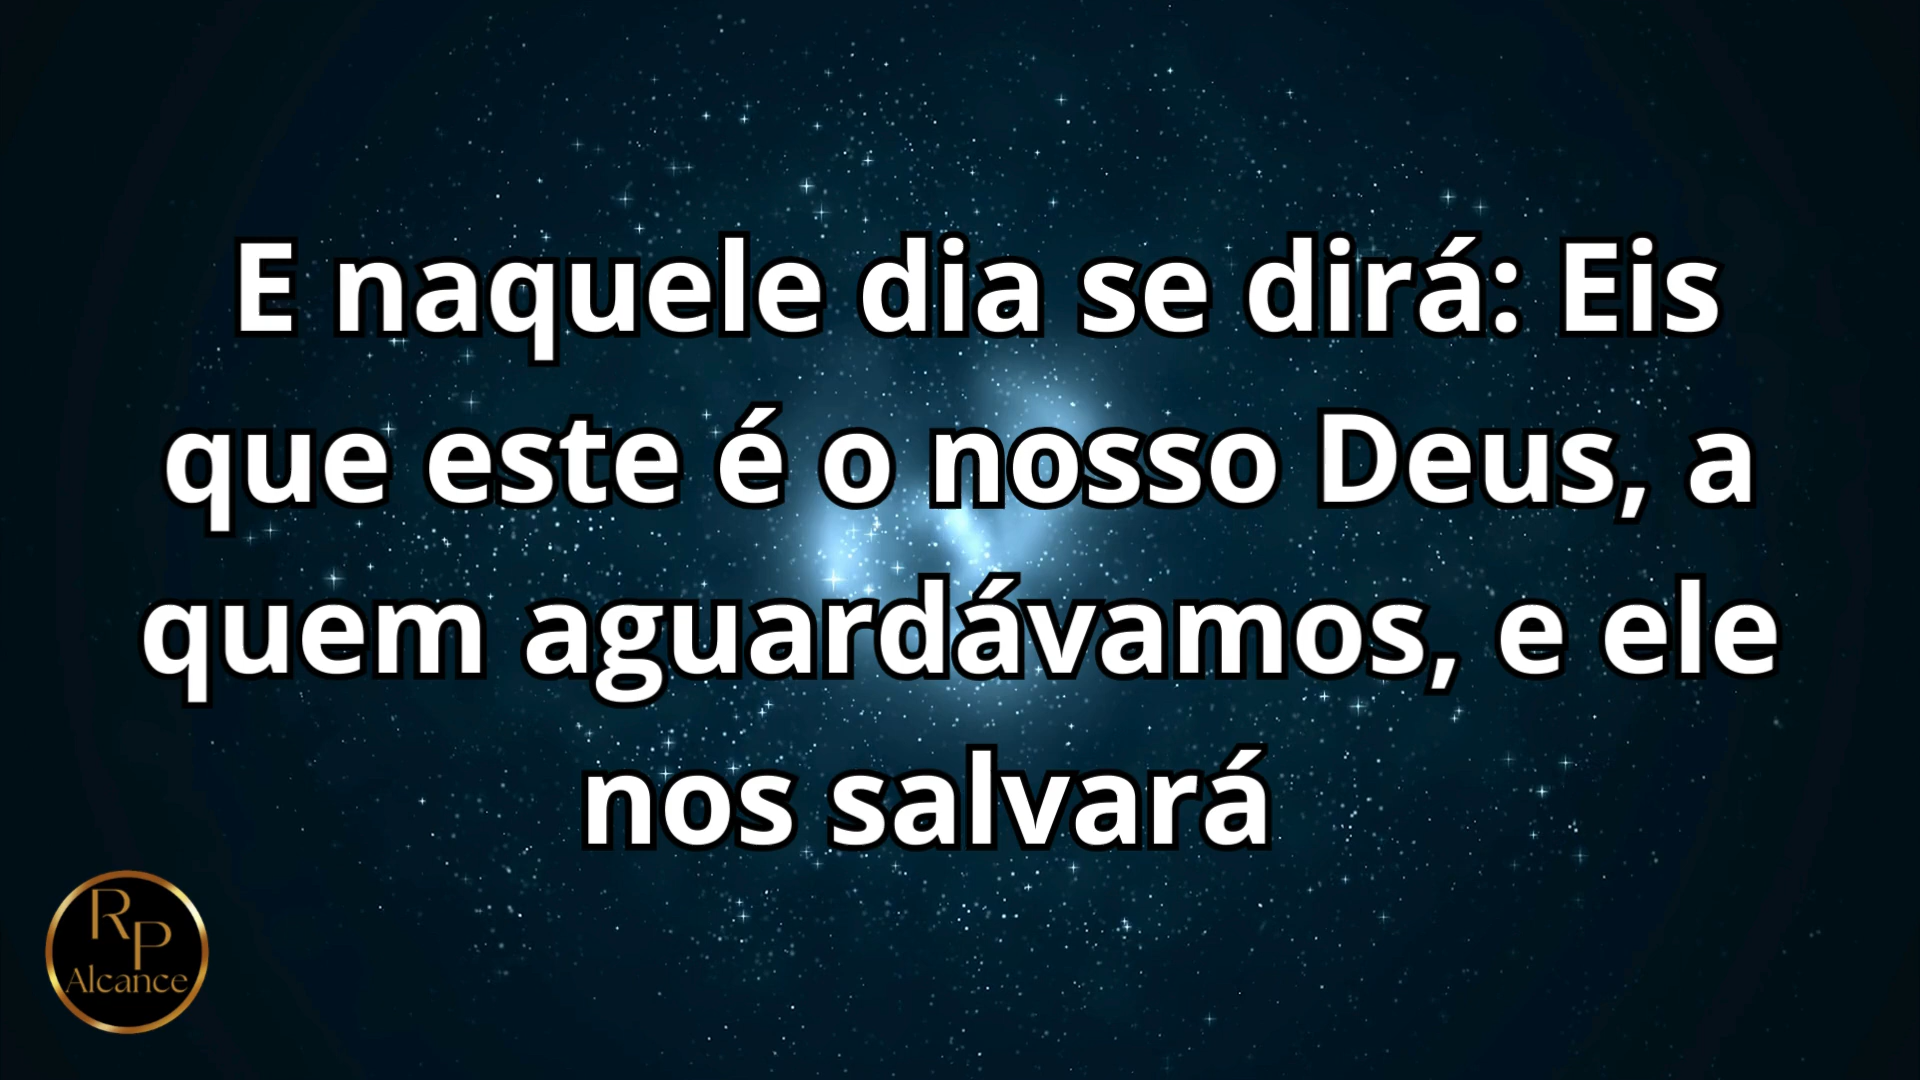 E naquele dia se dirá: Eis
que este é o nosso Deus, a
quem aguardávamos, e ele
nos salvará
RP
Alcance